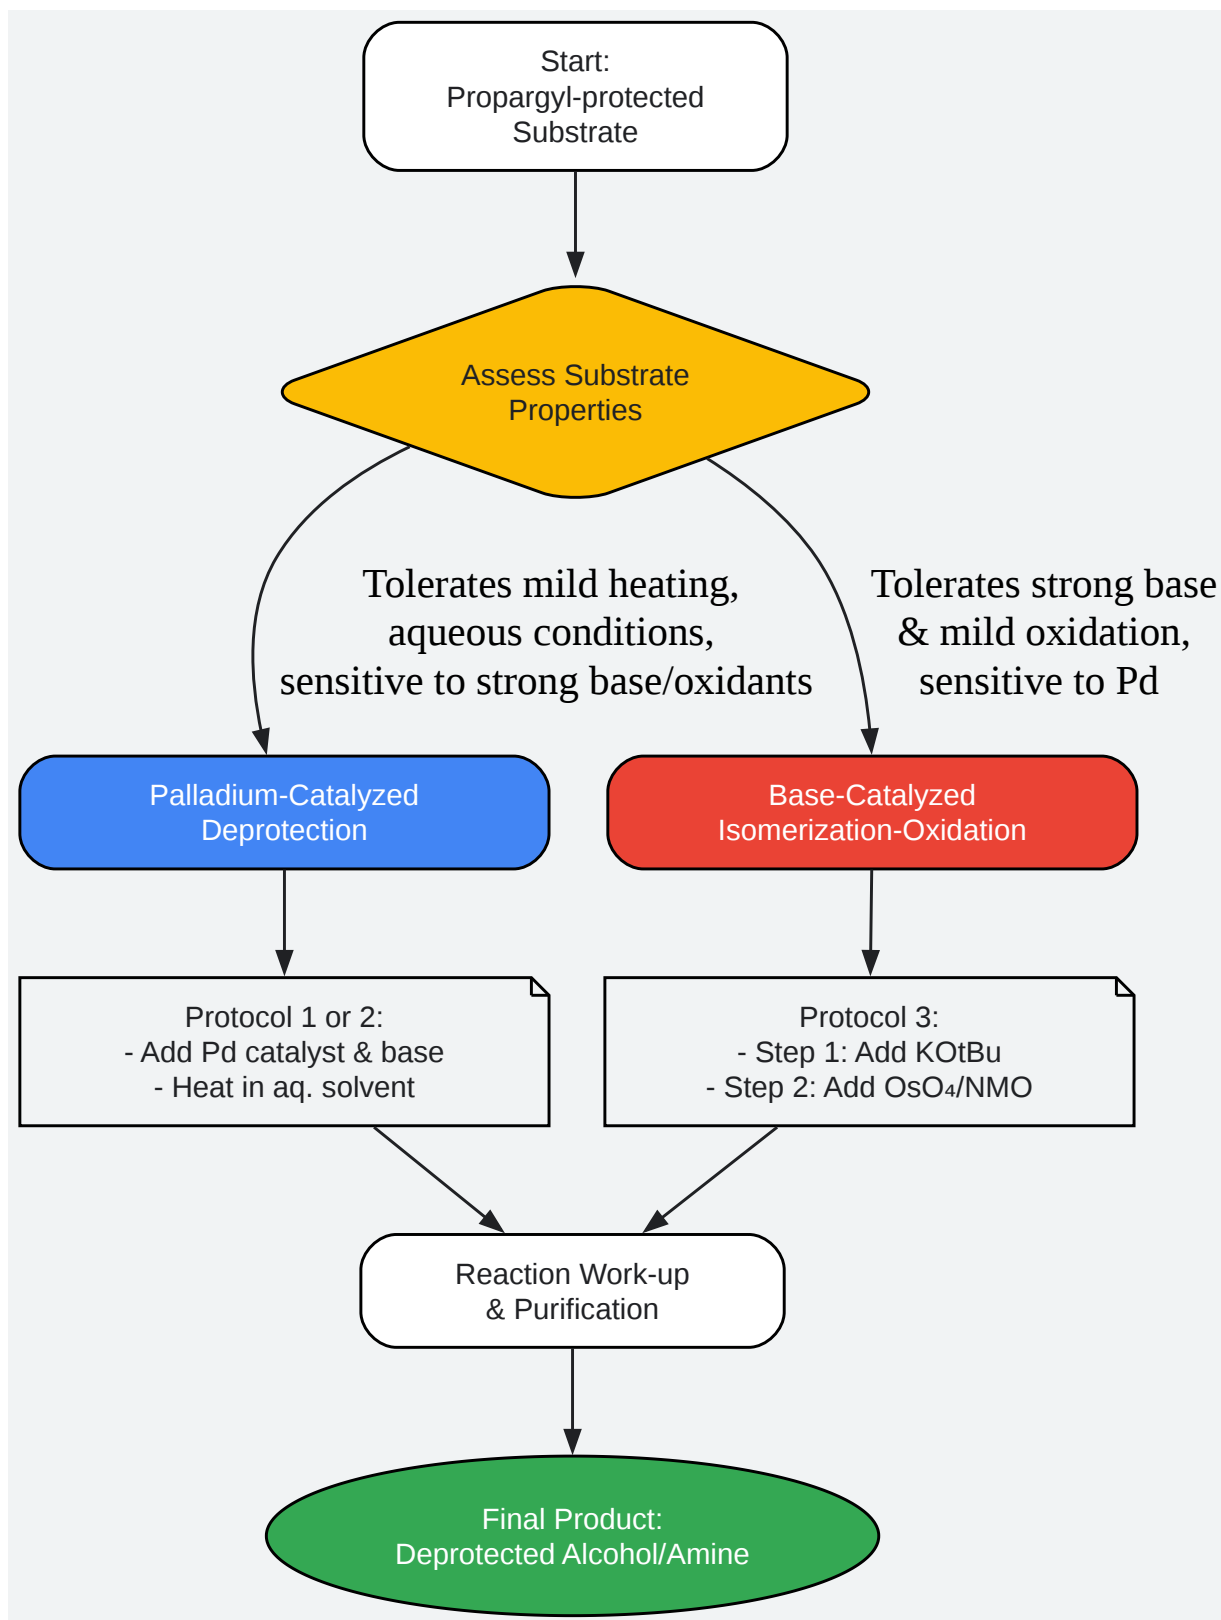 Start:
Propargyl-protected
Substrate
Assess Substrate
Properties
Tolerates mild heating,
aqueous conditions,
sensitive to strong base/oxidants
Tolerates strong base
& mild oxidation,
sensitive to Pd
Palladium-Catalyzed
Deprotection
Base-Catalyzed
Isomerization-Oxidation
Protocol 1 or 2:
- Add Pd catalyst & base
- Heat in aq. solvent
Protocol 3:
- Step 1: Add KOtBu
- Step 2: Add OsO₄/NMO
Reaction Work-up
& Purification
Final Product:
Deprotected Alcohol/Amine